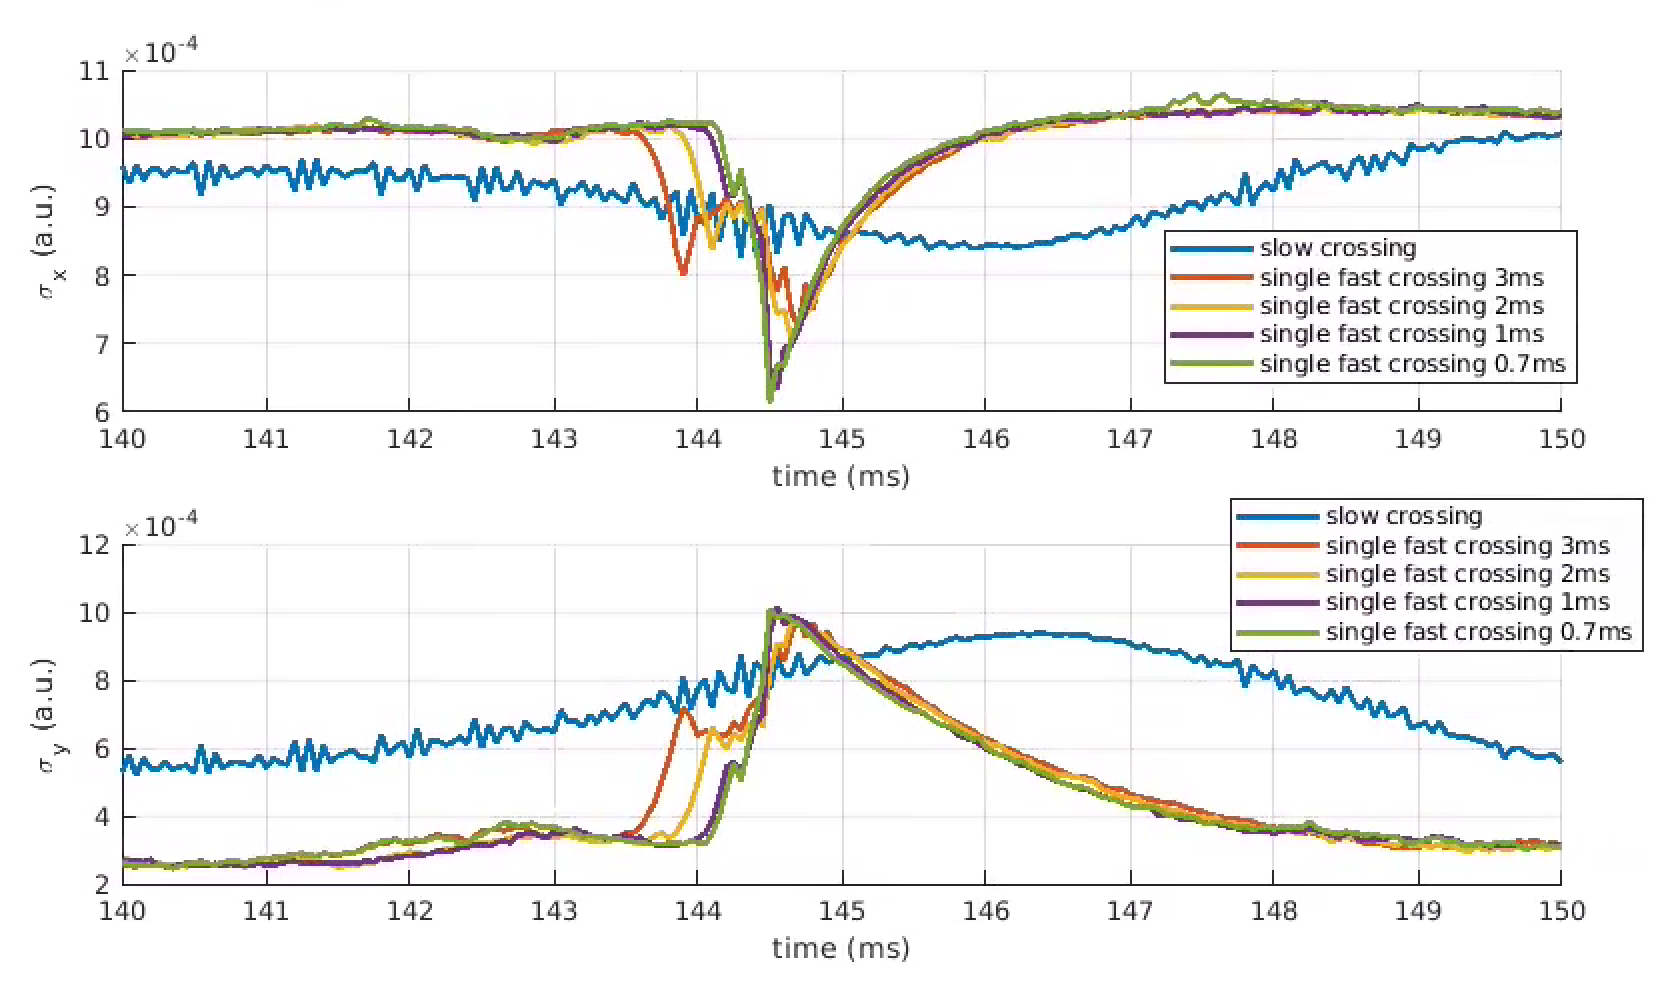 ×10⁻⁴
11
10
9
8
7
6
σ_x (a.u.)
slow crossing
single fast crossing 3ms
single fast crossing 2ms
single fast crossing 1ms
single fast crossing 0.7ms
140 141 142 143 144 145 146 147 148 149 150
time (ms)
×10⁻⁴
12
10
8
6
4
2
σ_y (a.u.)
slow crossing
single fast crossing 3ms
single fast crossing 2ms
single fast crossing 1ms
single fast crossing 0.7ms
140 141 142 143 144 145 146 147 148 149 150
time (ms)